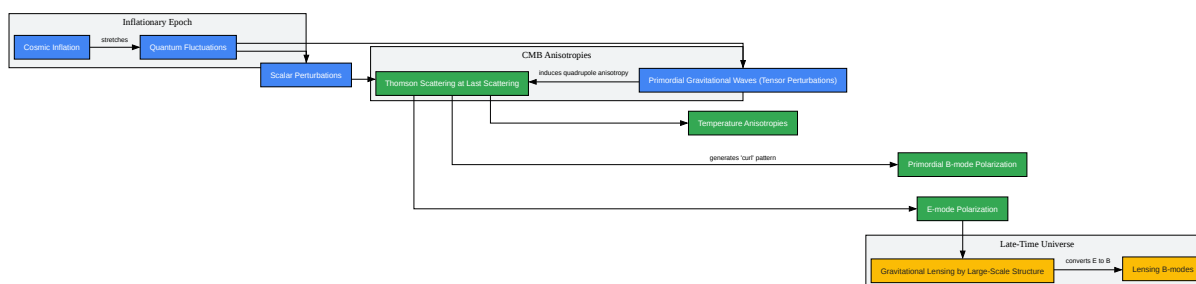 Inflationary Epoch
Cosmic Inflation
stretches
Quantum Fluctuations
Scalar Perturbations
CMB Anisotropies
Thomson Scattering at Last Scattering
induces quadrupole anisotropy
Primordial Gravitational Waves (Tensor Perturbations)
Temperature Anisotropies
generates 'curl' pattern
Primordial B-mode Polarization
E-mode Polarization
Late-Time Universe
Gravitational Lensing by Large-Scale Structure
converts E to B
Lensing B-modes